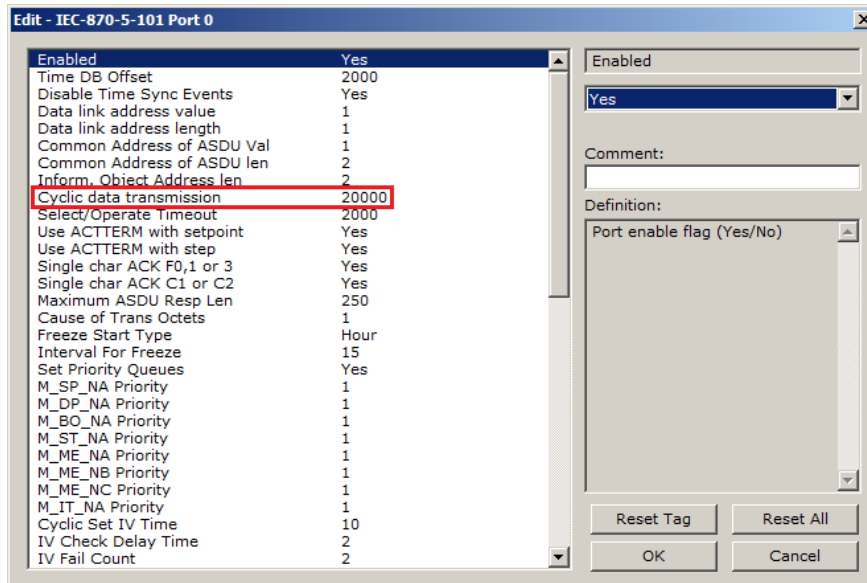 Edit - IEC-870-5-101 Port 0
Enabled Yes
Time DB Offset 2000
Disable Time Sync Events Yes
Data link address value 1
Data link address length 1
Common Address of ASDU Val 1
Common Address of ASDU len 2
Inform. Object Address len 2
Cyclic data transmission 20000
Select/Operate Timeout 2000
Use ACTTERM with setpoint Yes
Use ACTTERM with step Yes
Single char ACK F0,1 or 3 Yes
Single char ACK C1 or C2 Yes
Maximum ASDU Resp Len 250
Cause of Trans Octets 1
Freeze Start Type Hour
Interval For Freeze 15
Set Priority Queues Yes
M_SP_NA Priority 1
M_DP_NA Priority 1
M_BO_NA Priority 1
M_ST_NA Priority 1
M_ME_NA Priority 1
M_ME_NB Priority 1
M_ME_NC Priority 1
M_IT_NA Priority 1
Cyclic Set IV Time 10
IV Check Delay Time 2
IV Fail Count 2
Enabled
Yes
Comment:
Definition:
Port enable flag (Yes/No)
Reset Tag Reset All
OK Cancel